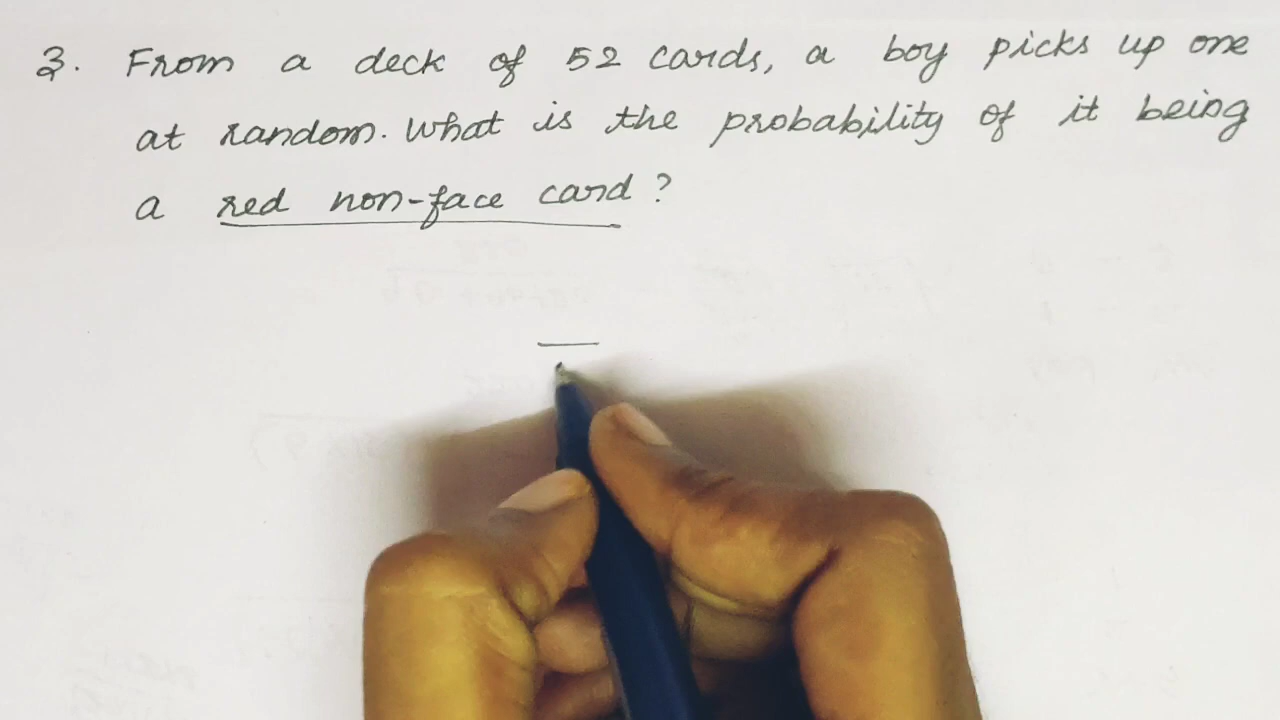 3. From a deck of 52 cards, a boy picks up one
at random. What is the probability of it being
a red non-face card?